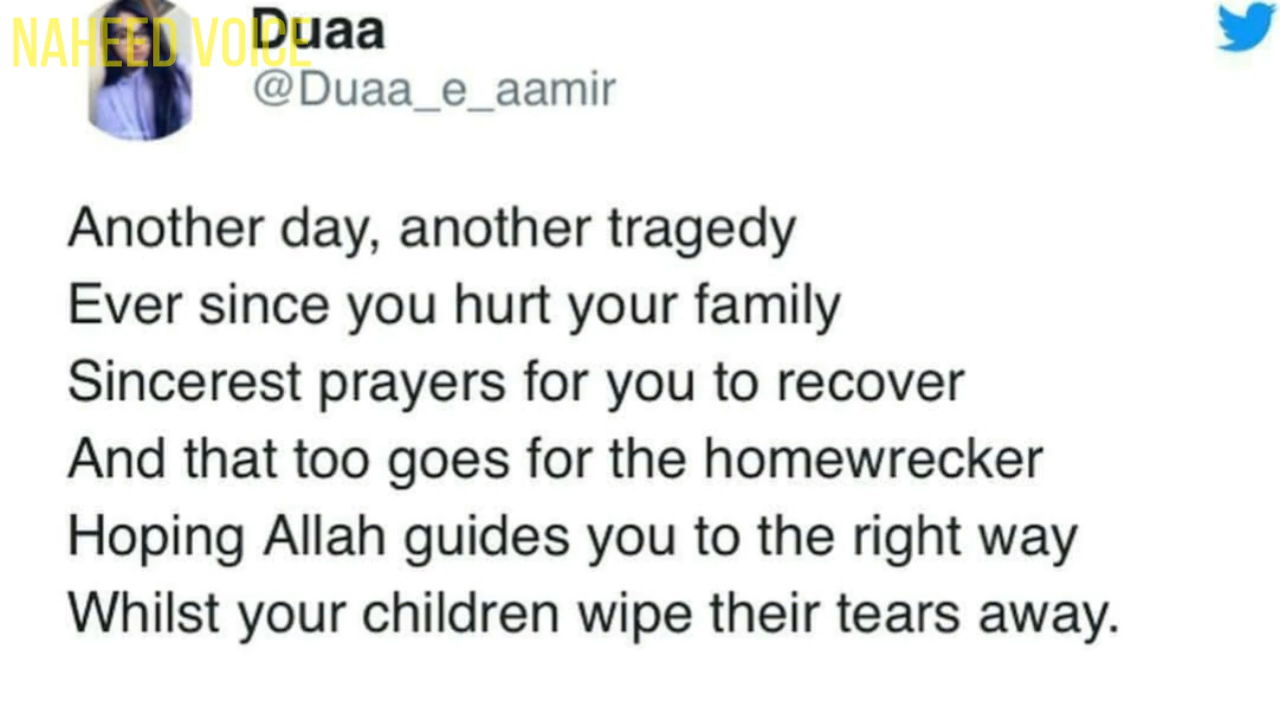 NAHEED VOICE
Duaa
@Duaa_e_aamir
Another day, another tragedy
Ever since you hurt your family
Sincerest prayers for you to recover
And that too goes for the homewrecker
Hoping Allah guides you to the right way
Whilst your children wipe their tears away.